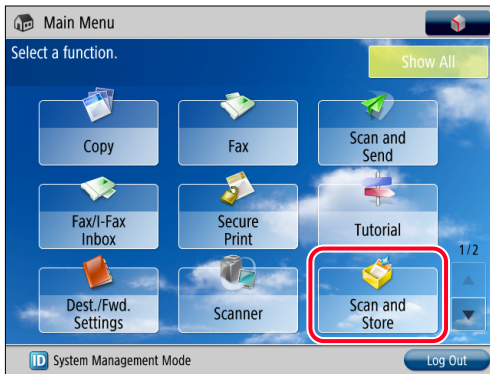 Main Menu
Select a function.
Show All
Copy
Fax
Scan and
Send
Fax/I-Fax
Inbox
Secure
Print
Tutorial
1/2
Dest./Fwd.
Settings
Scanner
Scan and
Store
ID System Management Mode
Log Out